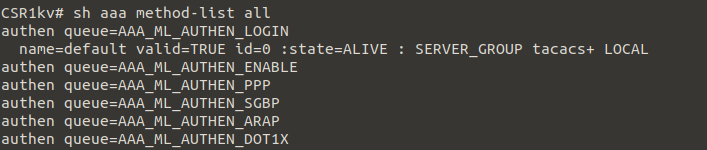 CSR1kv# sh aaa method-list all
authen queue=AAA_ML_AUTHEN_LOGIN
  name=default valid=TRUE id=0 :state=ALIVE : SERVER_GROUP tacacs+ LOCAL
authen queue=AAA_ML_AUTHEN_ENABLE
authen queue=AAA_ML_AUTHEN_PPP
authen queue=AAA_ML_AUTHEN_SGBP
authen queue=AAA_ML_AUTHEN_ARAP
authen queue=AAA_ML_AUTHEN_DOT1X